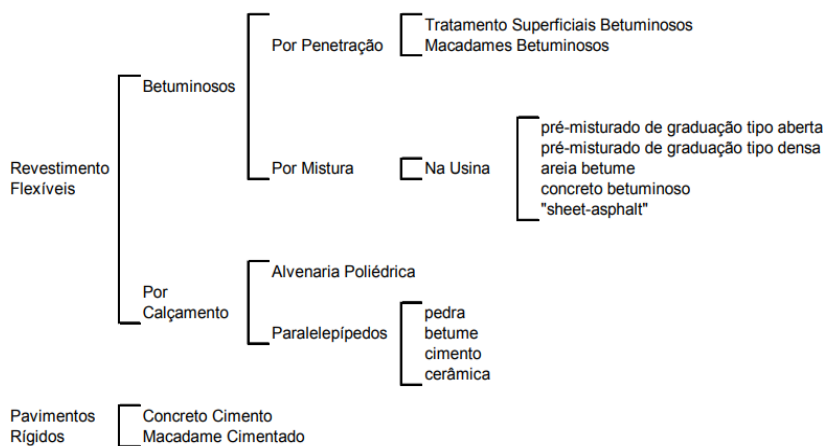 Revestimento
Flexíveis
Betuminosos
Por Penetração
Tratamento Superficiais Betuminosos
Macadames Betuminosos
Por Mistura
Na Usina
pré-misturado de graduação tipo aberta
pré-misturado de graduação tipo densa
areia betume
concreto betuminoso
"sheet-asphalt"
Por
Calçamento
Alvenaria Poliédrica
Paralelepípedos
pedra
betume
cimento
cerâmica
Pavimentos
Rígidos
Concreto Cimento
Macadame Cimentado